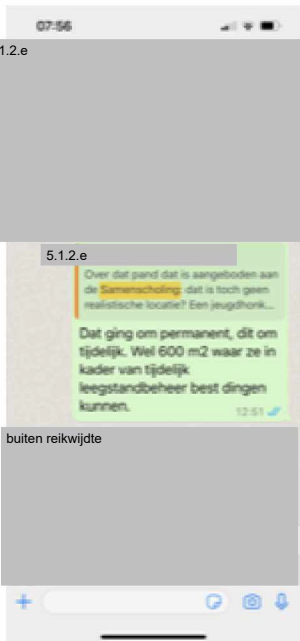 07:56
1.2.e
5.1.2.e
Over dat pand dat is aangeboden aan
de Samenscholing: dat is toch geen
realistische locatie? Een jeugdhonk...
Dat ging om permanent, dit om
tijdelijk. Wel 600 m2 waar ze in
kader van tijdelijk
leegstandbeheer best dingen
kunnen.
12:51
buiten reikwijdte